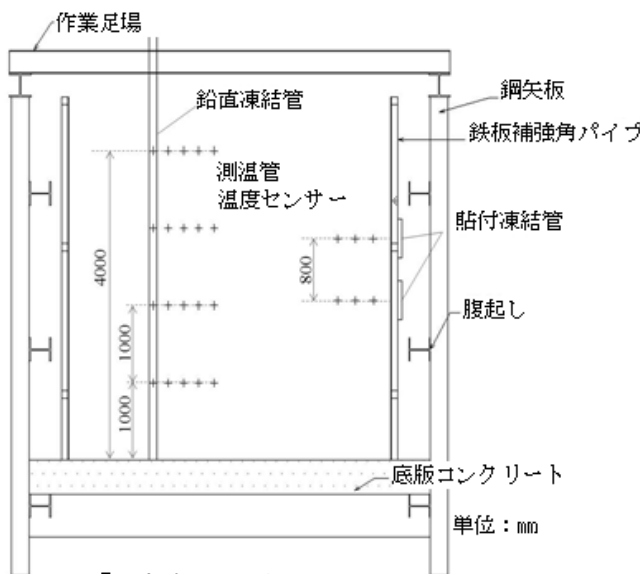 作業足場
鉛直凍結管
鋼矢板
鉄板補強角パイプ
測温管
温度センサー
貼付凍結管
4000
800
腹起し
1000
1000
底版コンクリート
単位：mm